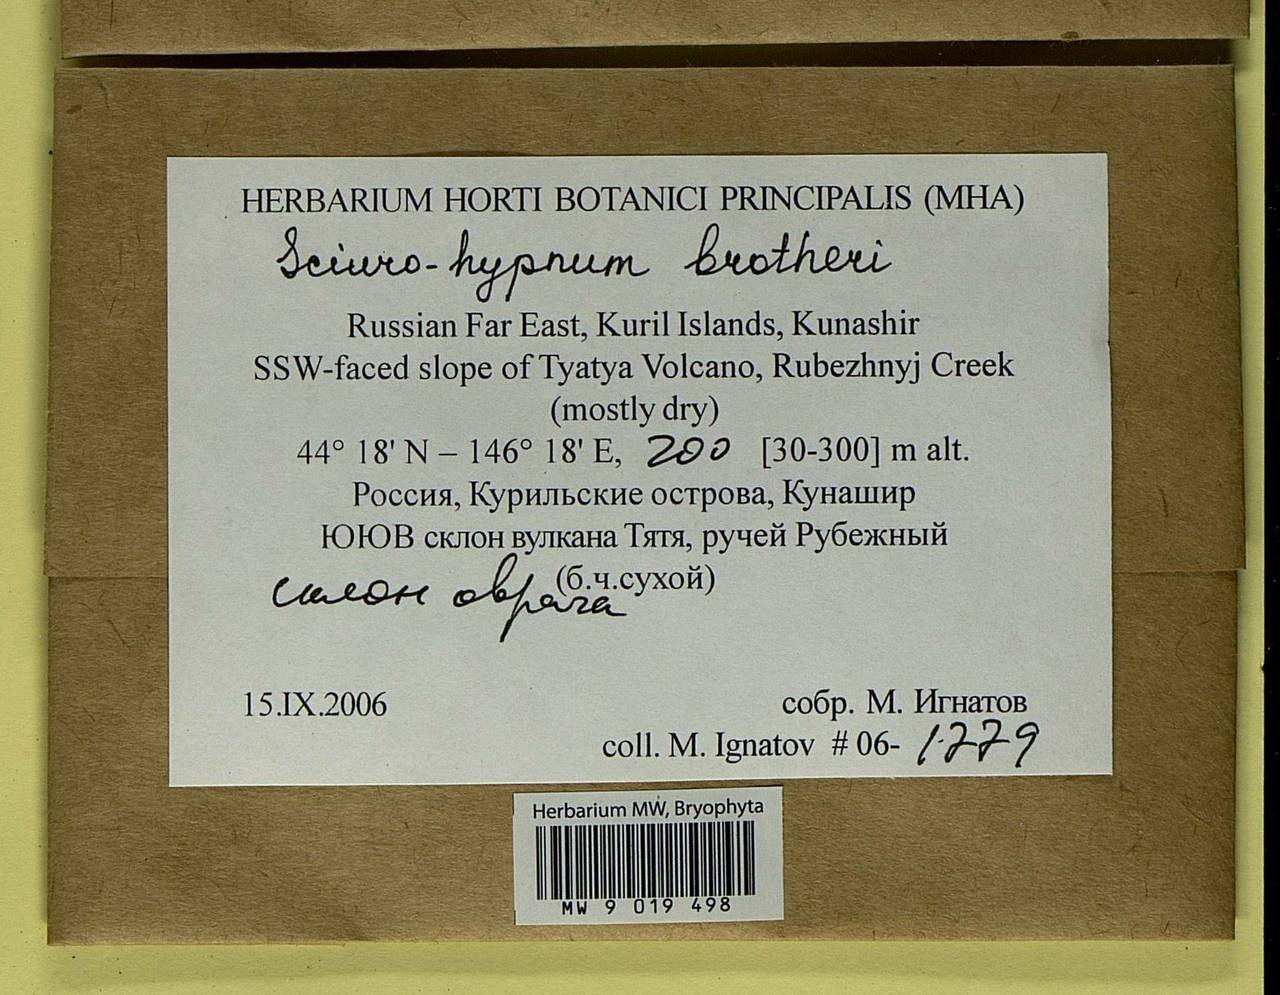 HERBARIUM HORTI BOTANICI PRINCIPALIS (MHA)
Sciuro-hypnum brotheri
Russian Far East, Kuril Islands, Kunashir
SSW-faced slope of Tyatya Volcano, Rubezhnyj Creek
(mostly dry)
44° 18' N – 146° 18' E, 200 [30-300] m alt.
Россия, Курильские острова, Кунашир
ЮЮВ склон вулкана Тятя, ручей Рубежный
(б.ч.сухой)
склон оврага
15.IX.2006
собр. М. Игнатов
coll. M. Ignatov # 06- 1779
Herbarium MW, Bryophyta
MW 9 019 498